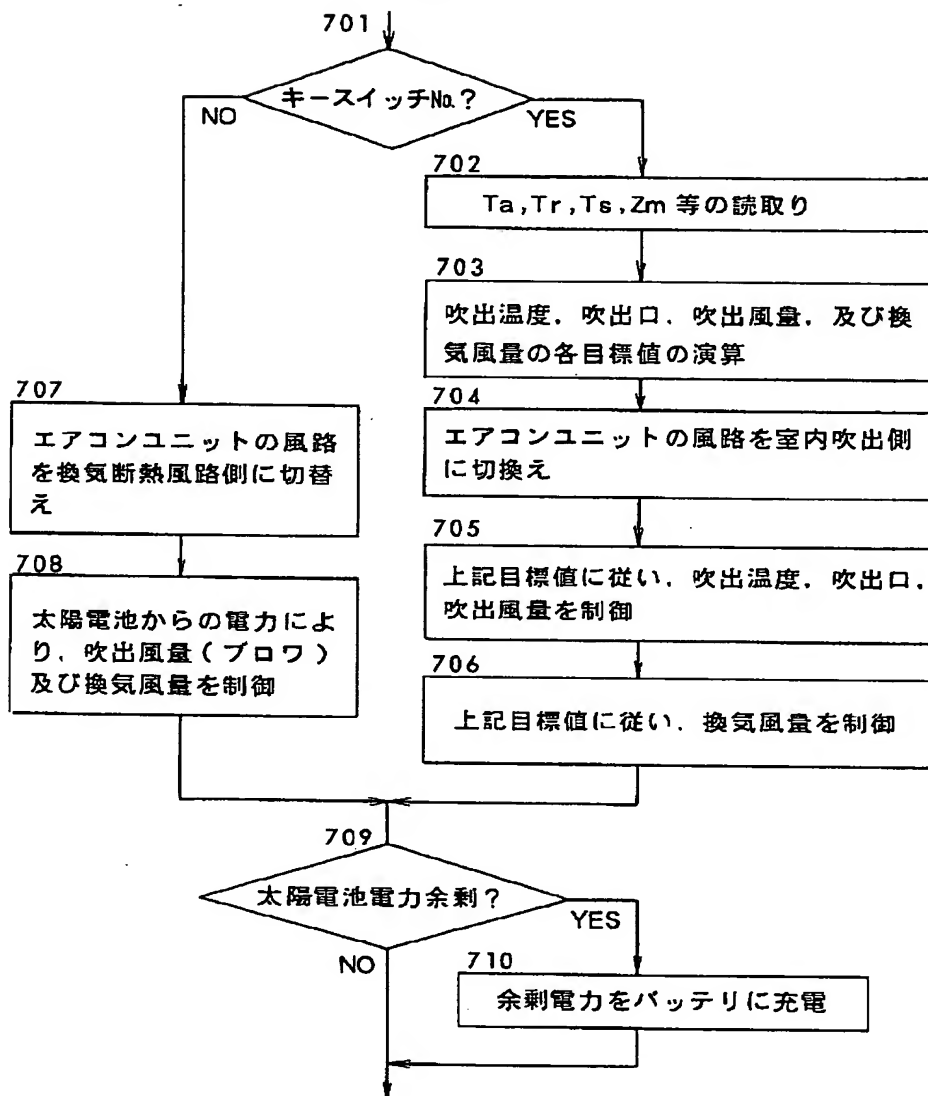 701
キースイッチNo.?
NO
YES
702
Ta,Tr,Ts,Zm 等の読取り
703
吹出温度，吹出口，吹出風量，及び換
気風量の各目標値の演算
704
エアコンユニットの風路を室内吹出側
に切換え
705
上記目標値に従い，吹出温度，吹出口，
吹出風量を制御
706
上記目標値に従い，換気風量を制御
707
エアコンユニットの風路
を換気断熱風路側に切替
え
708
太陽電池からの電力によ
り，吹出風量（ブロワ）
及び換気風量を制御
709
太陽電池電力余剰？
YES
NO
710
余剰電力をバッテリに充電